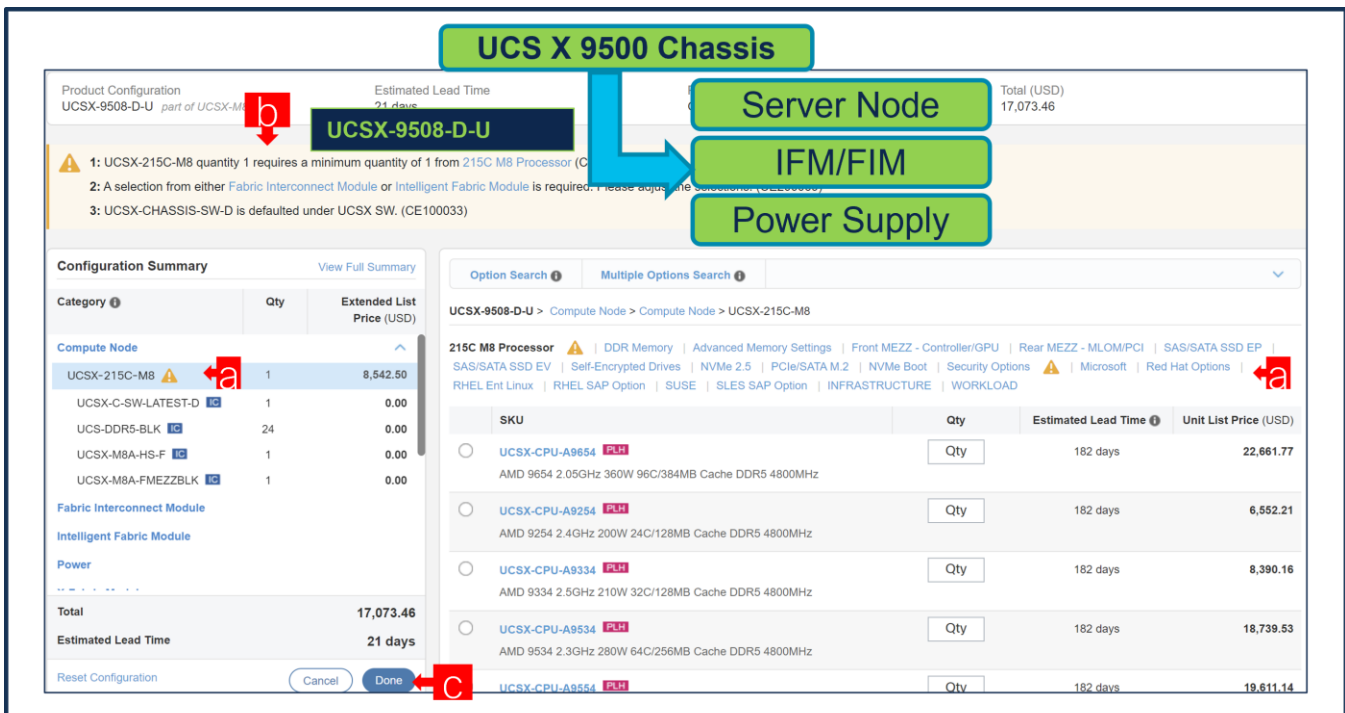 UCS X 9500 Chassis
Server Node
IFM/FIM
Power Supply
Product Configuration
UCSX-9508-D-U part of
Estimated Lead Time
21 days
Total (USD)
17,073.46
b
UCSX-9508-D-U
1: UCSX-215C-M8 quantity 1 requires a minimum quantity of 1 from 215C M8 Processor
2: A selection from either Fabric Interconnect Module or Intelligent Fabric Module is required. Please adjust the selections.
3: UCSX-CHASSIS-SW-D is defaulted under UCSX SW. (CE100033)
Configuration Summary View Full Summary
Category Qty Extended List
Price (USD)
Compute Node
UCSX-215C-M8 a 1 8,542.50
UCSX-C-SW-LATEST-D IC 1 0.00
UCS-DDR5-BLK IC 24 0.00
UCSX-M8A-HS-F IC 1 0.00
UCSX-M8A-FMEZZBLK IC 1 0.00
Fabric Interconnect Module
Intelligent Fabric Module
Power
Total 17,073.46
Estimated Lead Time 21 days
Reset Configuration Cancel Done c
Option Search Multiple Options Search
UCSX-9508-D-U > Compute Node > Compute Node > UCSX-215C-M8
215C M8 Processor | DDR Memory | Advanced Memory Settings | Front MEZZ - Controller/GPU | Rear MEZZ - MLOM/PCI | SAS/SATA SSD EP |
SAS/SATA SSD EV | Self-Encrypted Drives | NVMe 2.5 | PCIe/SATA M.2 | NVMe Boot | Security Options | Microsoft | Red Hat Options |
RHEL Ent Linux | RHEL SAP Option | SUSE | SLES SAP Option | INFRASTRUCTURE | WORKLOAD
a
SKU Qty Estimated Lead Time Unit List Price (USD)
UCSX-CPU-A9654 PLH Qty 182 days 22,661.77
AMD 9654 2.05GHz 360W 96C/384MB Cache DDR5 4800MHz
UCSX-CPU-A9254 PLH Qty 182 days 6,552.21
AMD 9254 2.4GHz 200W 24C/128MB Cache DDR5 4800MHz
UCSX-CPU-A9334 PLH Qty 182 days 8,390.16
AMD 9334 2.5GHz 210W 32C/128MB Cache DDR5 4800MHz
UCSX-CPU-A9534 PLH Qty 182 days 18,739.53
AMD 9534 2.3GHz 280W 64C/256MB Cache DDR5 4800MHz
UCSX-CPU-A9554 PLH Qty 182 days 19,611.14